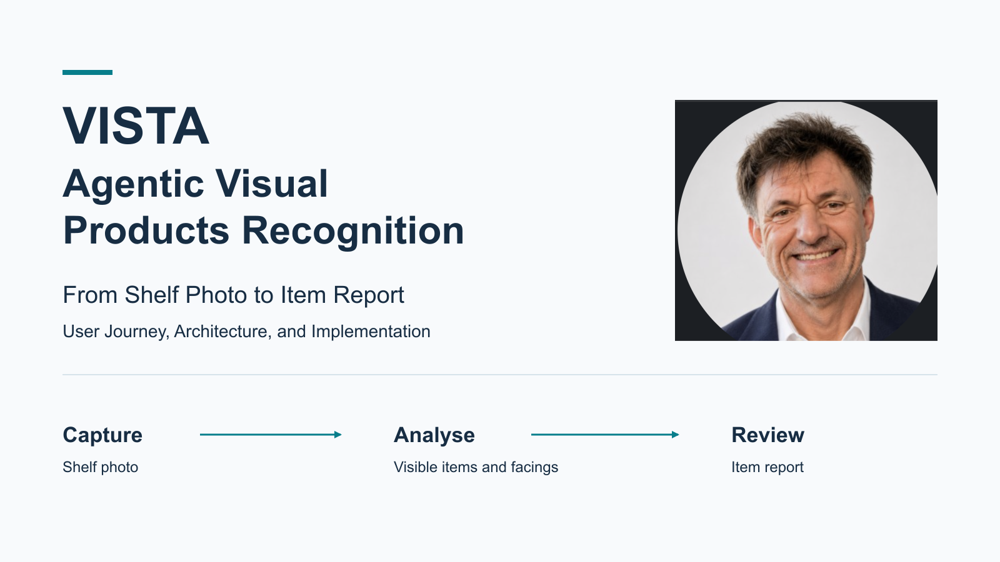 VISTA
Agentic Visual
Products Recognition
From Shelf Photo to Item Report
User Journey, Architecture, and Implementation
Capture
Shelf photo
Analyse
Visible items and facings
Review
Item report